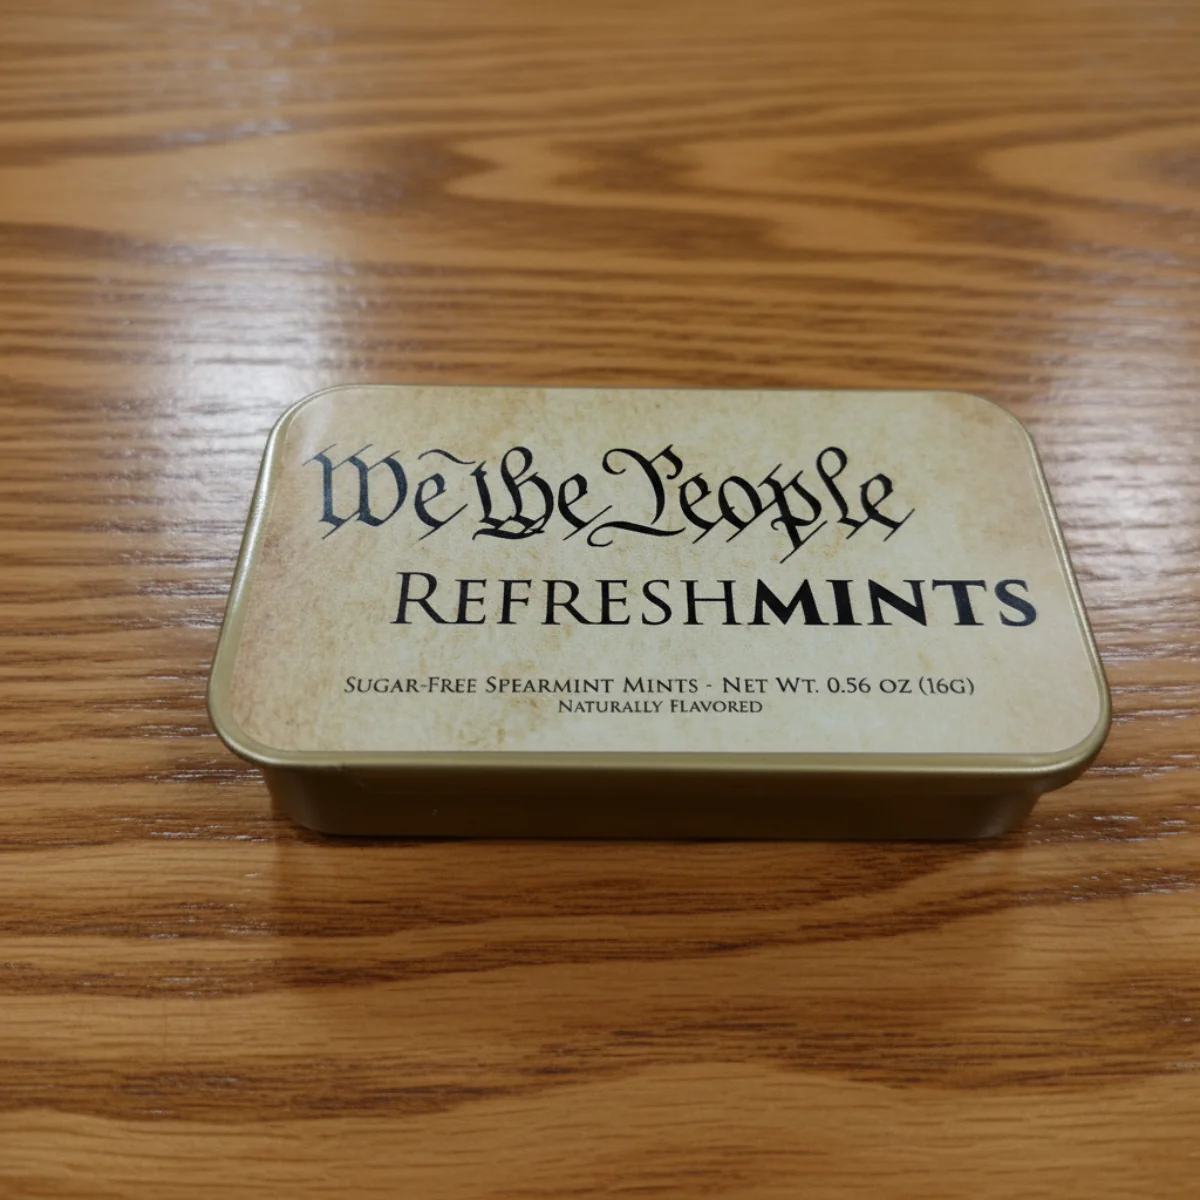 We the People
REFRESHMINTS
SUGAR-FREE SPEARMINT MINTS - NET WT. 0.56 OZ (16G)
NATURALLY FLAVORED